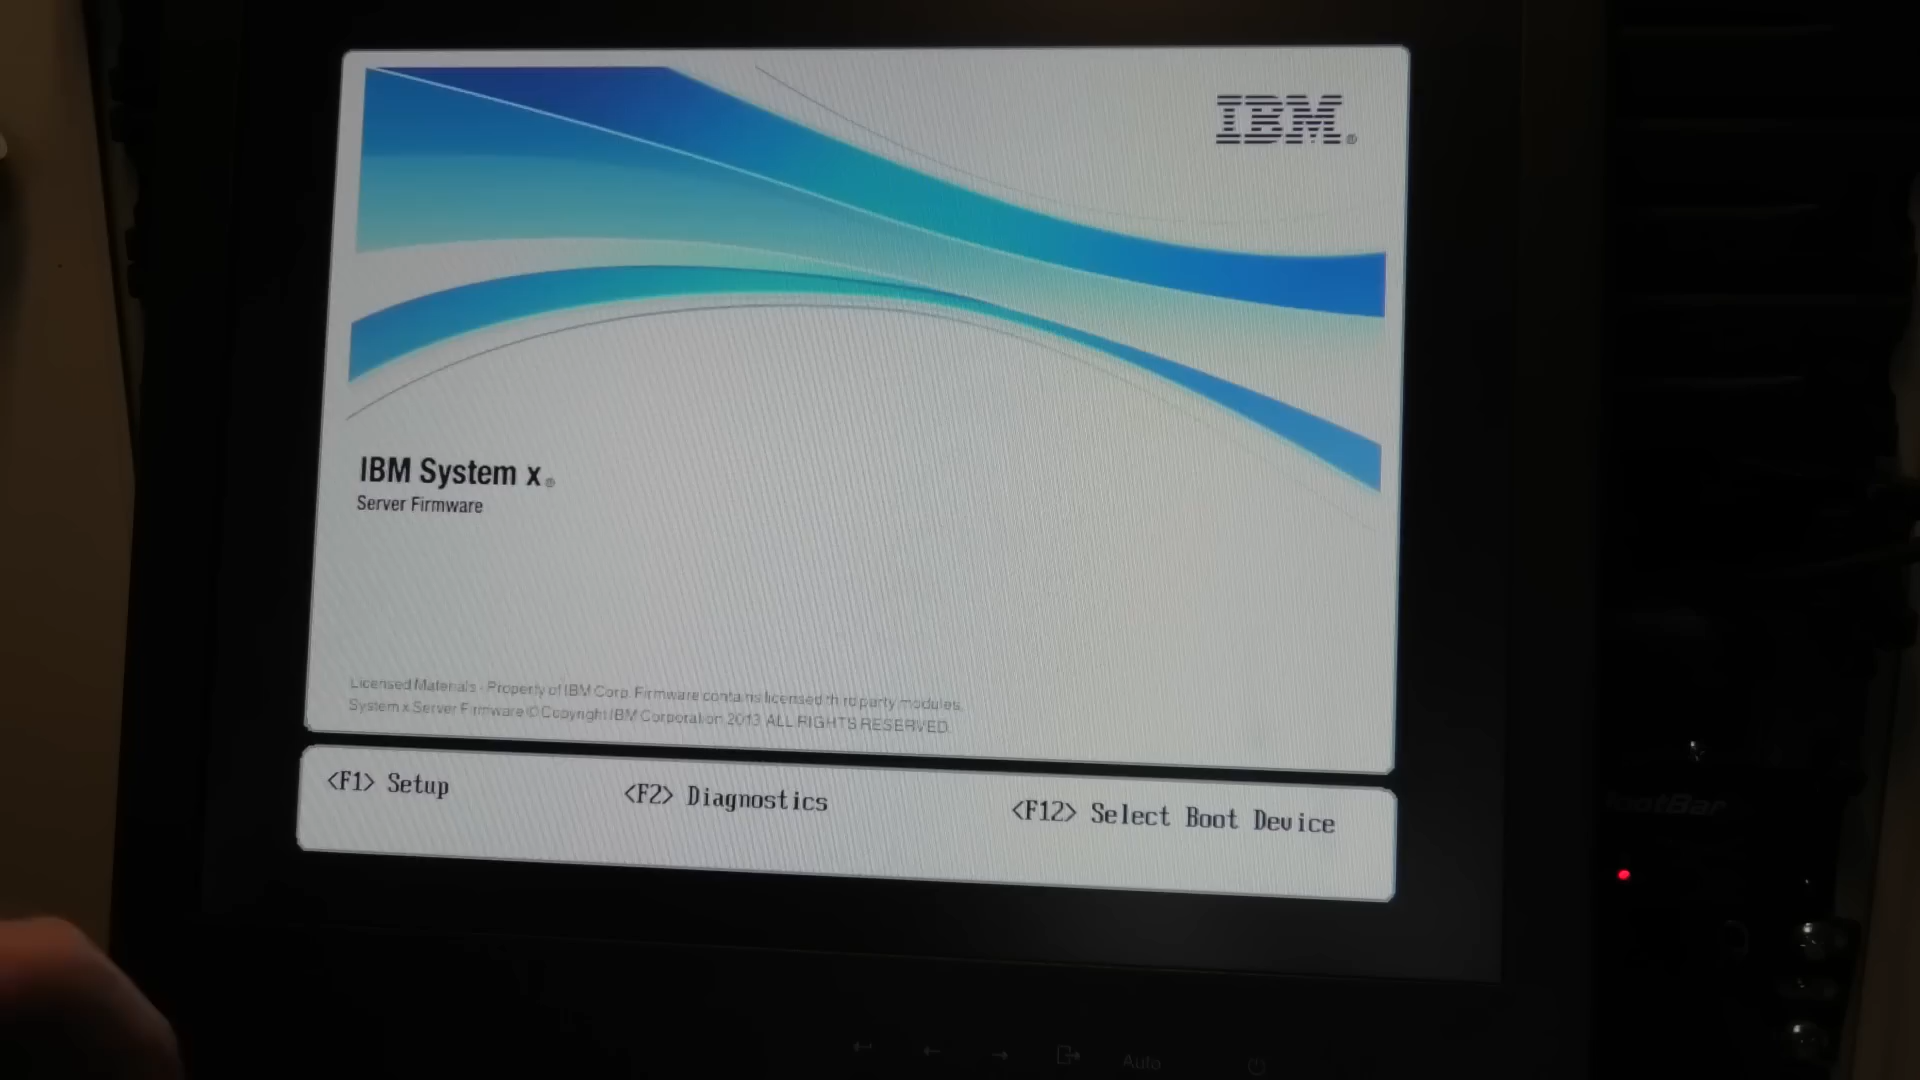 IBM®
IBM System x®
Server Firmware
Licensed Materials - Property of IBM Corp. Firmware contains licensed third party modules.
System x Server Firmware © Copyright IBM Corporation 2013 ALL RIGHTS RESERVED.
<F1> Setup
<F2> Diagnostics
<F12> Select Boot Device
Auto